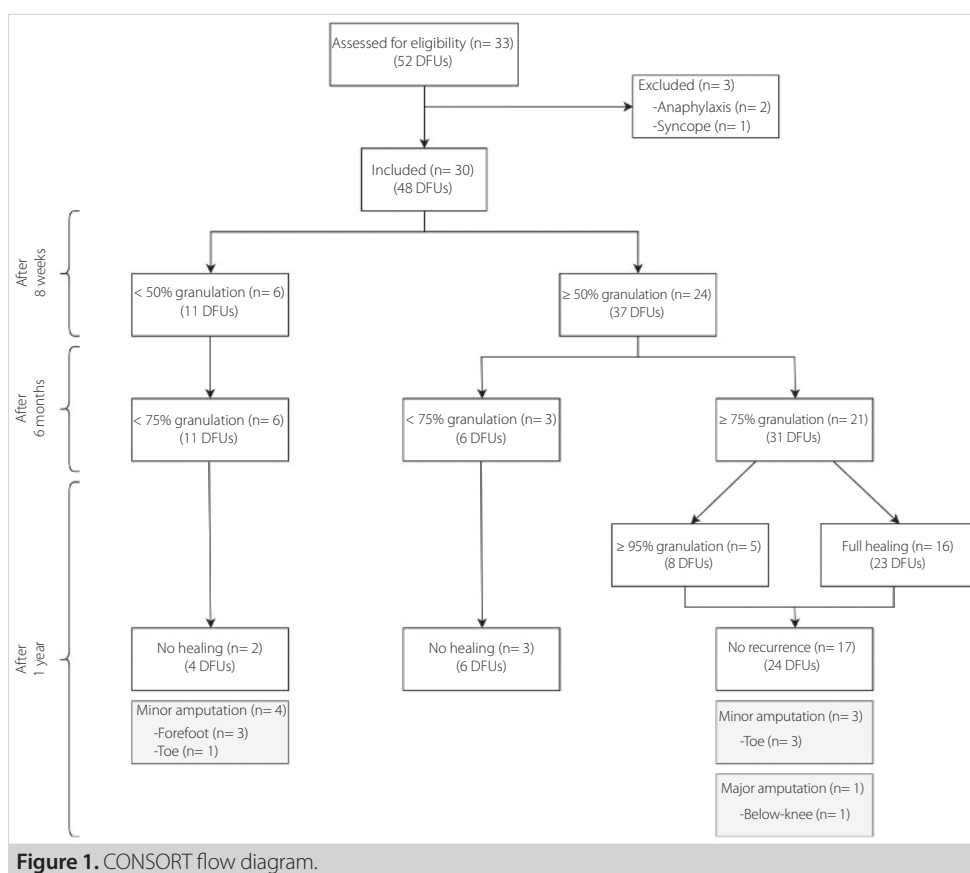 Assessed for eligibility (n= 33)
(52 DFUs)
Excluded (n= 3)
-Anaphylaxis (n= 2)
-Syncope (n= 1)
Included (n= 30)
(48 DFUs)
After
8 weeks
< 50% granulation (n= 6)
(11 DFUs)
≥ 50% granulation (n= 24)
(37 DFUs)
After
6 months
< 75% granulation (n= 6)
(11 DFUs)
< 75% granulation (n= 3)
(6 DFUs)
≥ 75% granulation (n= 21)
(31 DFUs)
After
1 year
≥ 95% granulation (n= 5)
(8 DFUs)
Full healing (n= 16)
(23 DFUs)
No healing (n= 2)
(4 DFUs)
No healing (n= 3)
(6 DFUs)
No recurrence (n= 17)
(24 DFUs)
Minor amputation (n= 4)
-Forefoot (n= 3)
-Toe (n= 1)
Minor amputation (n= 3)
-Toe (n= 3)
Major amputation (n= 1)
-Below-knee (n= 1)
Figure 1. CONSORT flow diagram.